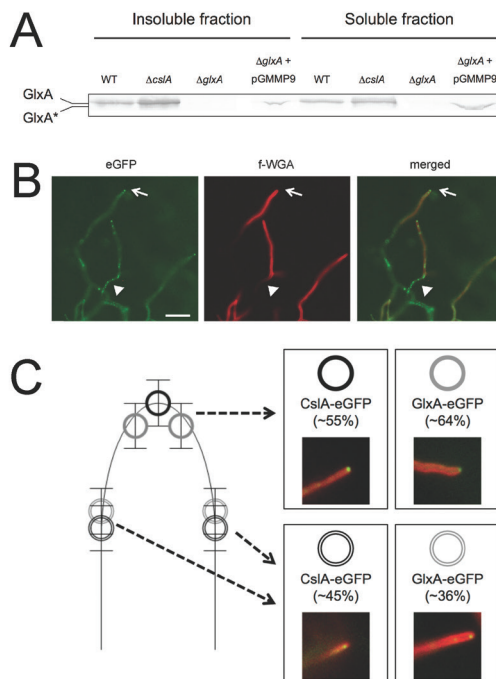 A
Insoluble fraction
Soluble fraction
WT
ΔcslA
ΔglxA
ΔglxA +
pGMMP9
WT
ΔcslA
ΔglxA
ΔglxA +
pGMMP9
GlxA
GlxA*
B
eGFP
f-WGA
merged
C
CslA-eGFP
(~55%)
GlxA-eGFP
(~64%)
CslA-eGFP
(~45%)
GlxA-eGFP
(~36%)